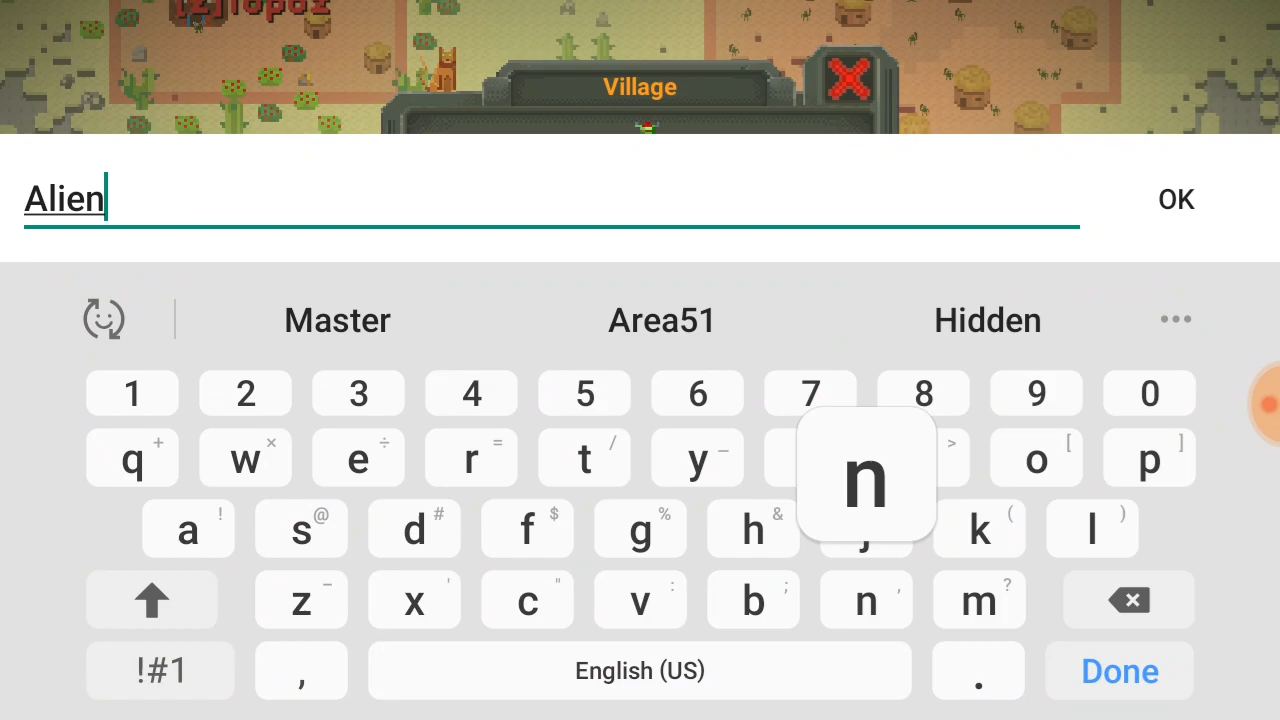 [Z]Topoz
Village
Alien
OK
Master Area51 Hidden
1 2 3 4 5 6 7 8 9 0
q + w × e ÷ r = t / y _ n > o [ p ]
a ! s @ d # f $ g % h & j k ( l )
z - x ' c " v : b ; n , m ?
!#1 , English (US) . Done